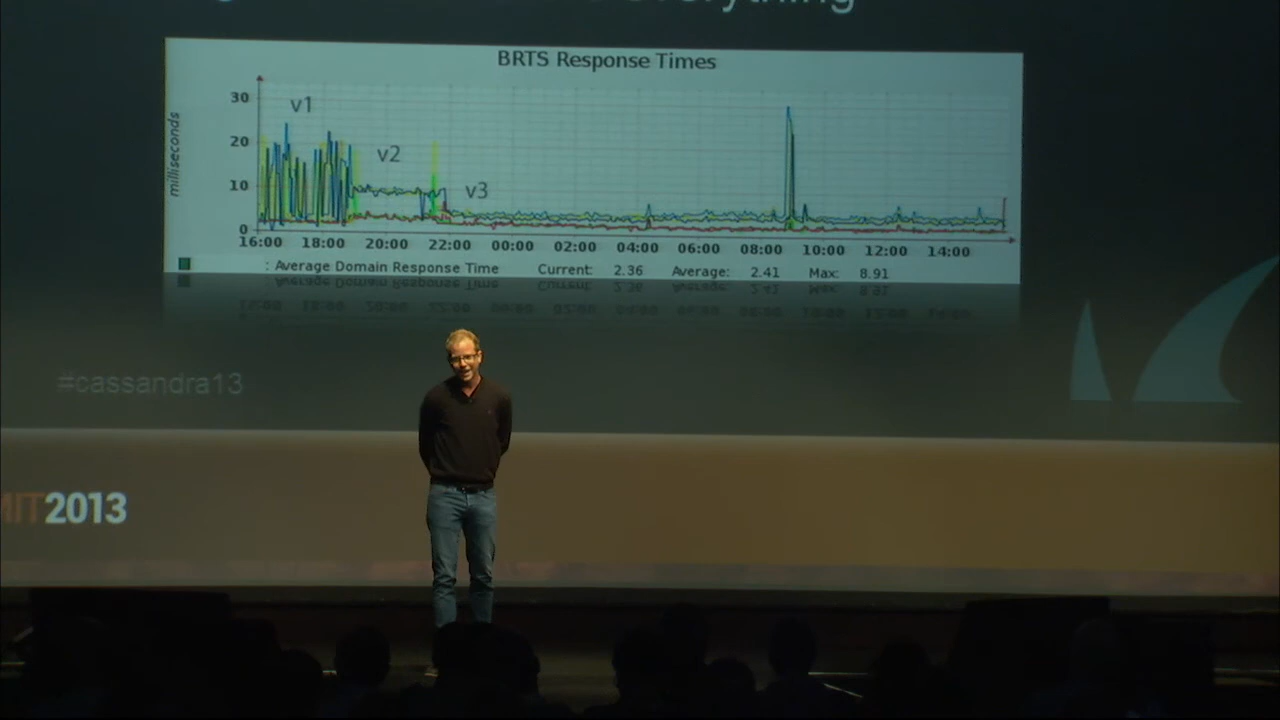 everything
BRTS Response Times
milliseconds
30
20
10
0
v1
v2
v3
16:00 18:00 20:00 22:00 00:00 02:00 04:00 06:00 08:00 10:00 12:00 14:00
: Average Domain Response Time Current: 2.36 Average: 2.41 Max: 8.91
#cassandra13
MIT2013